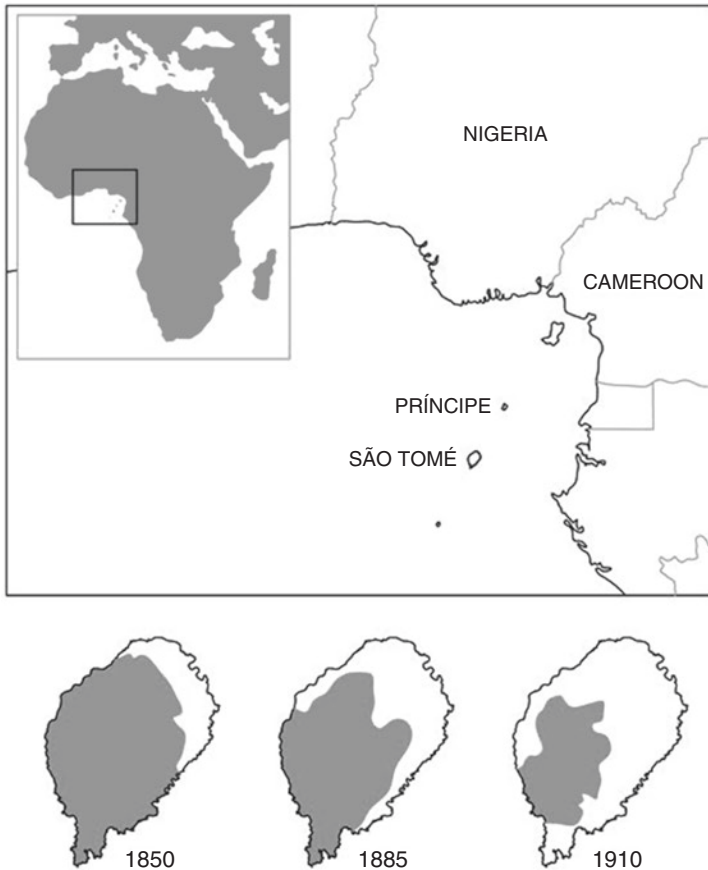 NIGERIA
CAMEROON
PRÍNCIPE
SÃO TOMÉ
1850
1885
1910